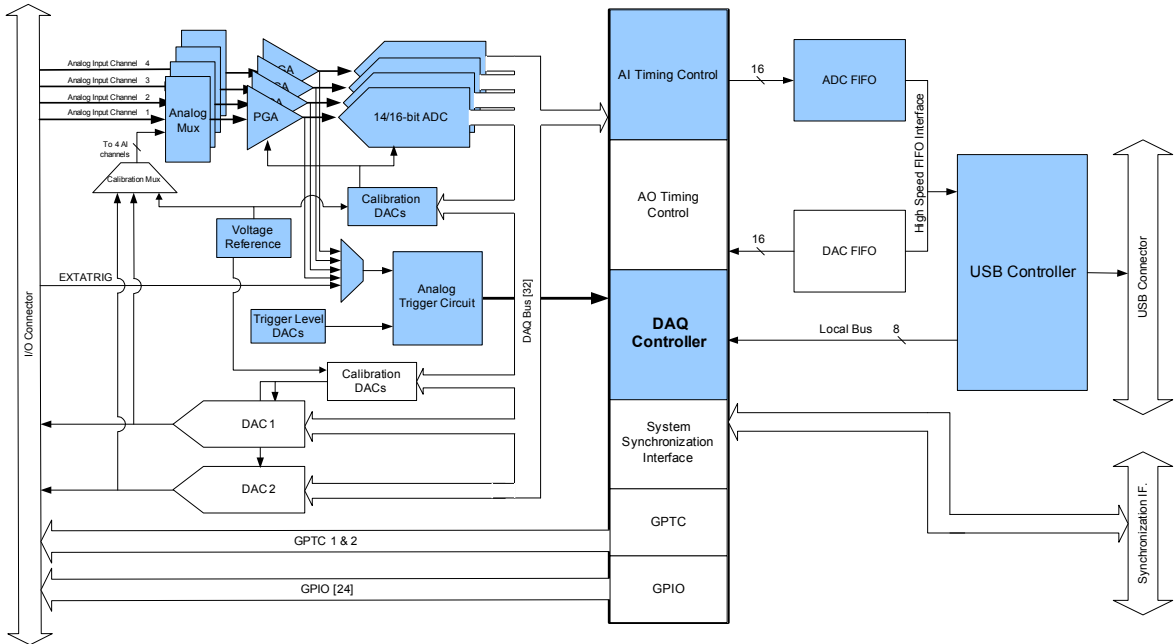 Analog Input Channel 4
Analog Input Channel 3
Analog Input Channel 2
Analog Input Channel 1
Analog
Mux
GA
GA
A
PGA
14/16-bit ADC
To 4 AI
channels
Calibration Mux
Calibration
DACs
Voltage
Reference
EXTATRIG
Analog
Trigger Circuit
Trigger Level
DACs
Calibration
DACs
DAC 1
DAC 2
DAQ Bus [32]
I/O Connector
GPTC 1 & 2
GPIO [24]
AI Timing Control
AO Timing
Control
DAQ
Controller
System
Synchronization
Interface
GPTC
GPIO
16
ADC FIFO
High Speed FIFO Interface
16
DAC FIFO
Local Bus
8
USB Controller
USB Connector
Synchronization IF.